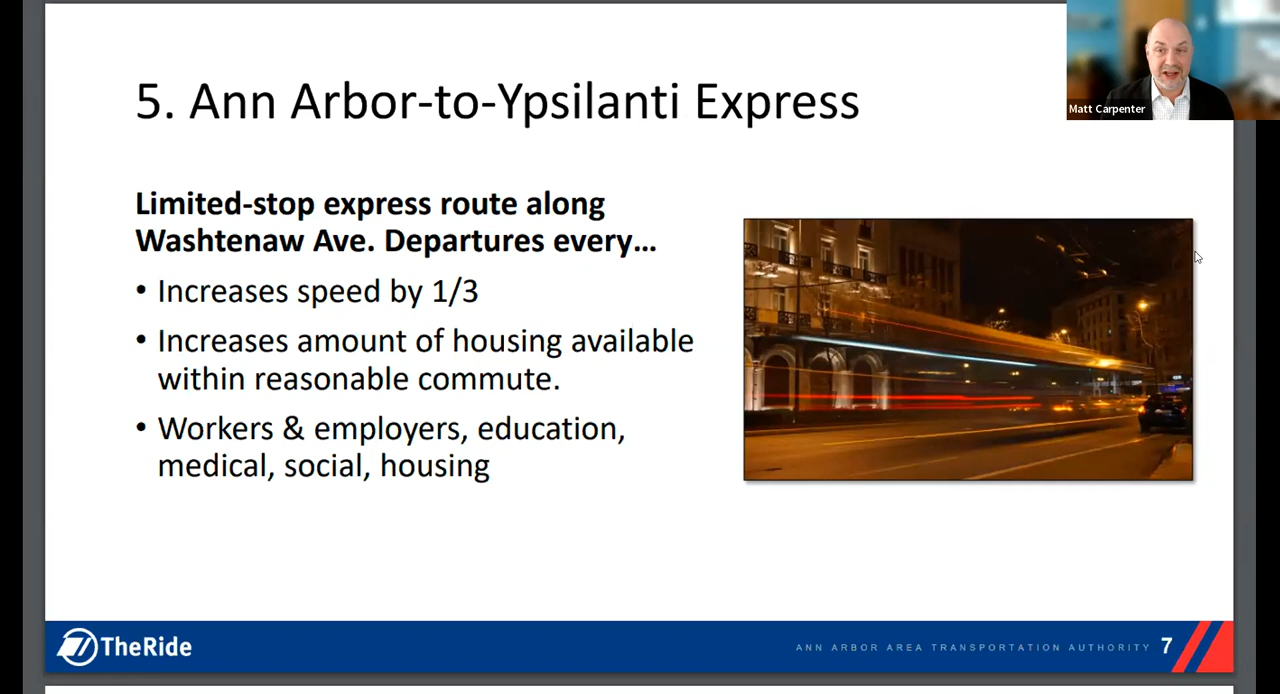 5. Ann Arbor-to-Ypsilanti Express
Matt Carpenter
Limited-stop express route along
Washtenaw Ave. Departures every…
• Increases speed by 1/3
• Increases amount of housing available
within reasonable commute.
• Workers & employers, education,
medical, social, housing
TheRide
ANN ARBOR AREA TRANSPORTATION AUTHORITY 7